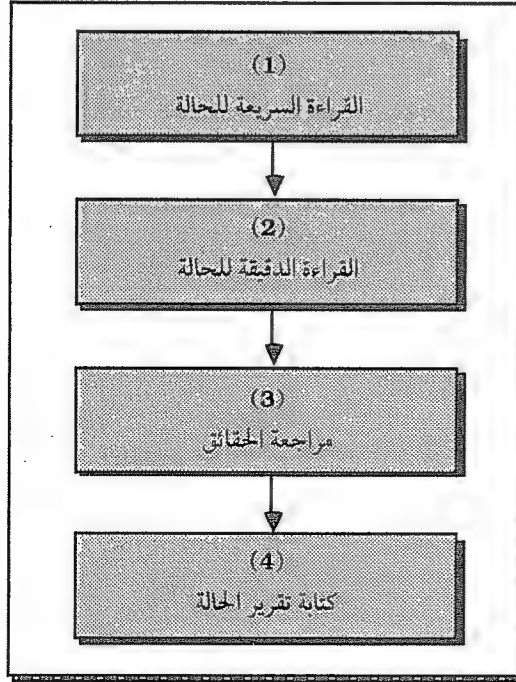 (1)
القراءة السريعة للحالة
(2)
القراءة الدقيقة للحالة
(3)
مراجعة الحقائق
(4)
كتابة تقرير الحالة